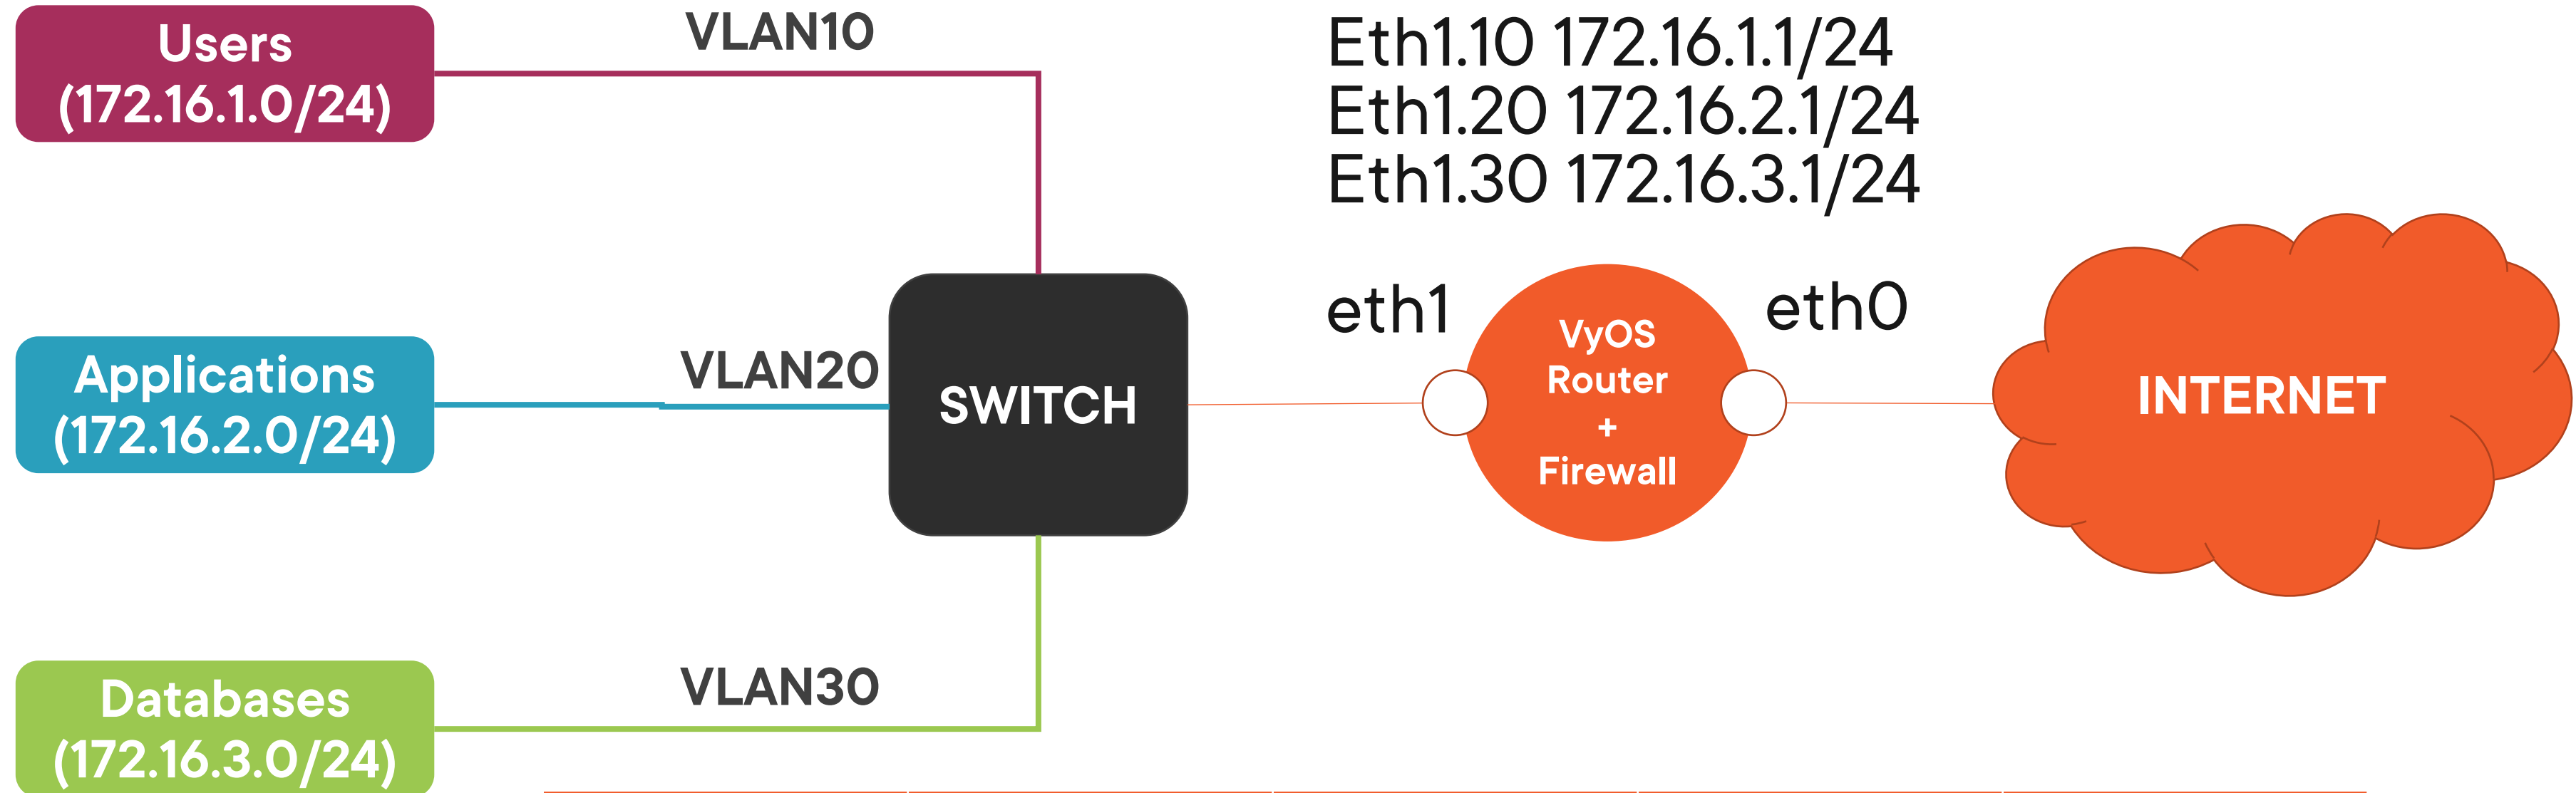 Users
(172.16.1.0/24)
VLAN10
Eth1.10 172.16.1.1/24
Eth1.20 172.16.2.1/24
Eth1.30 172.16.3.1/24
Applications
(172.16.2.0/24)
VLAN20
SWITCH
eth1
VyOS
Router
+
Firewall
eth0
INTERNET
Databases
(172.16.3.0/24)
VLAN30